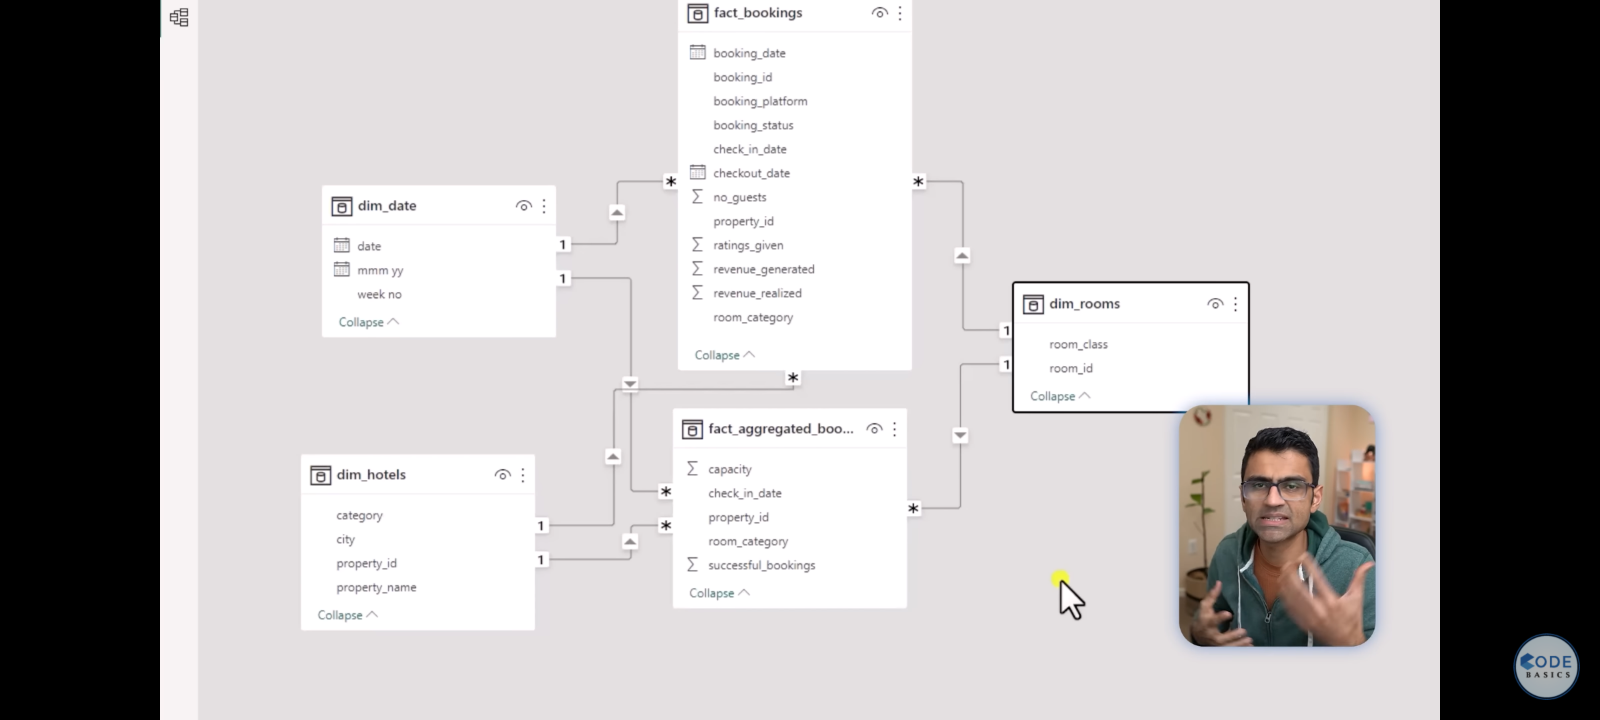 fact_bookings
booking_date
booking_id
booking_platform
booking_status
check_in_date
checkout_date
no_guests
property_id
ratings_given
revenue_generated
revenue_realized
room_category
Collapse
*
*
*
dim_date
date
mmm yy
week no
Collapse
1
1
dim_rooms
room_class
room_id
Collapse
1
1
fact_aggregated_boo...
capacity
check_in_date
property_id
room_category
successful_bookings
Collapse
*
*
*
dim_hotels
category
city
property_id
property_name
Collapse
1
1
CODE
BASICS